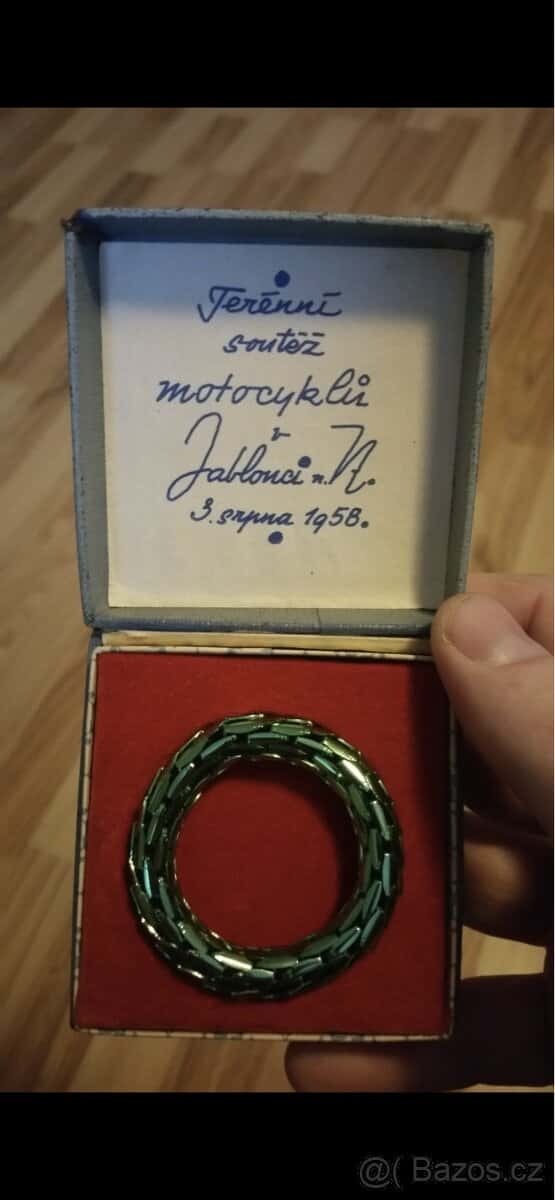 Terénní
soutěž
motocyklů
v
Jablonci n. N.
3. srpna 1958.
@( Bazos.cz